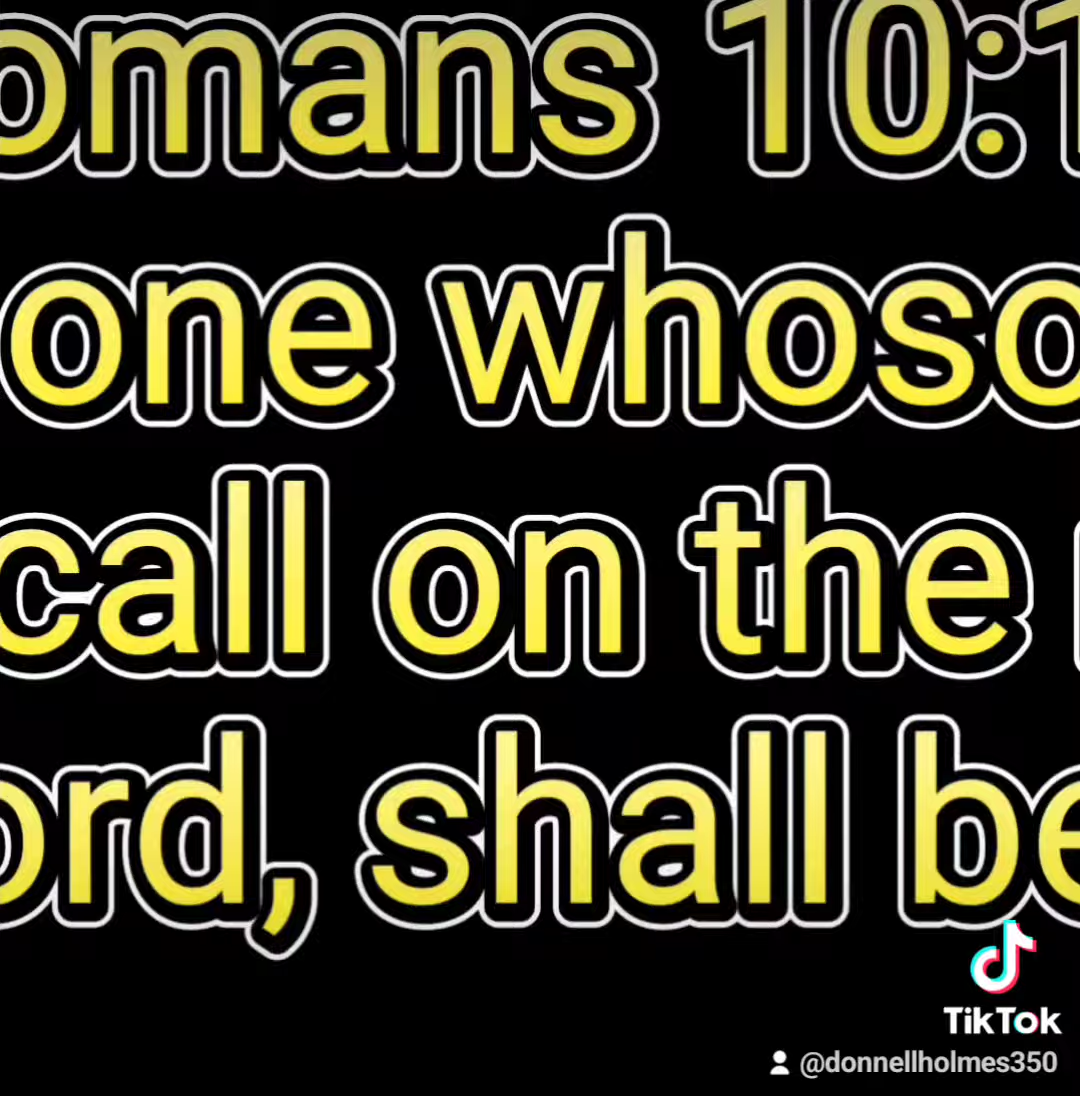 omans 10:1
one whoso
call on the
ord, shall be
TikTok
@donnellholmes350